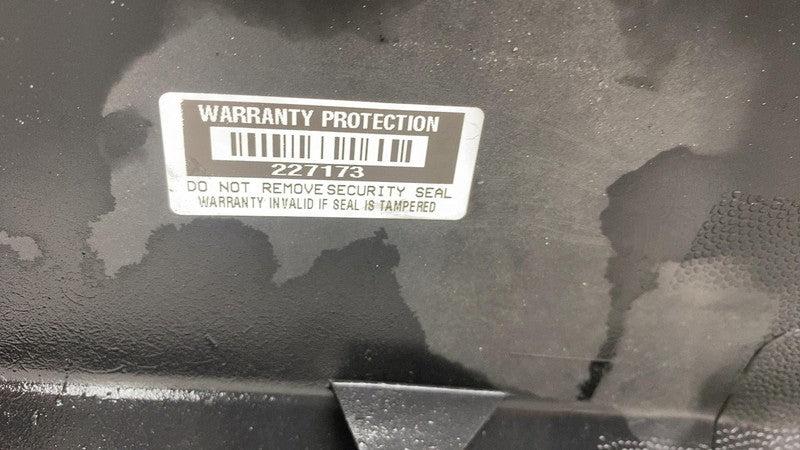 WARRANTY PROTECTION
227173
DO NOT REMOVE SECURITY SEAL
WARRANTY INVALID IF SEAL IS TAMPERED